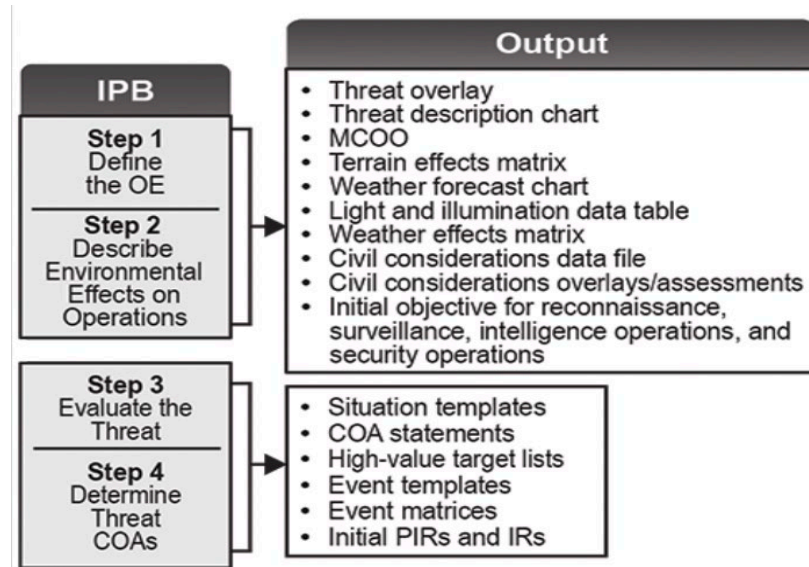 IPB
Step 1
Define
the OE
Step 2
Describe
Environmental
Effects on
Operations
Output
• Threat overlay
• Threat description chart
• MCOO
• Terrain effects matrix
• Weather forecast chart
• Light and illumination data table
• Weather effects matrix
• Civil considerations data file
• Civil considerations overlays/assessments
• Initial objective for reconnaissance,
surveillance, intelligence operations, and
security operations
Step 3
Evaluate the
Threat
Step 4
Determine
Threat
COAs
• Situation templates
• COA statements
• High-value target lists
• Event templates
• Event matrices
• Initial PIRs and IRs